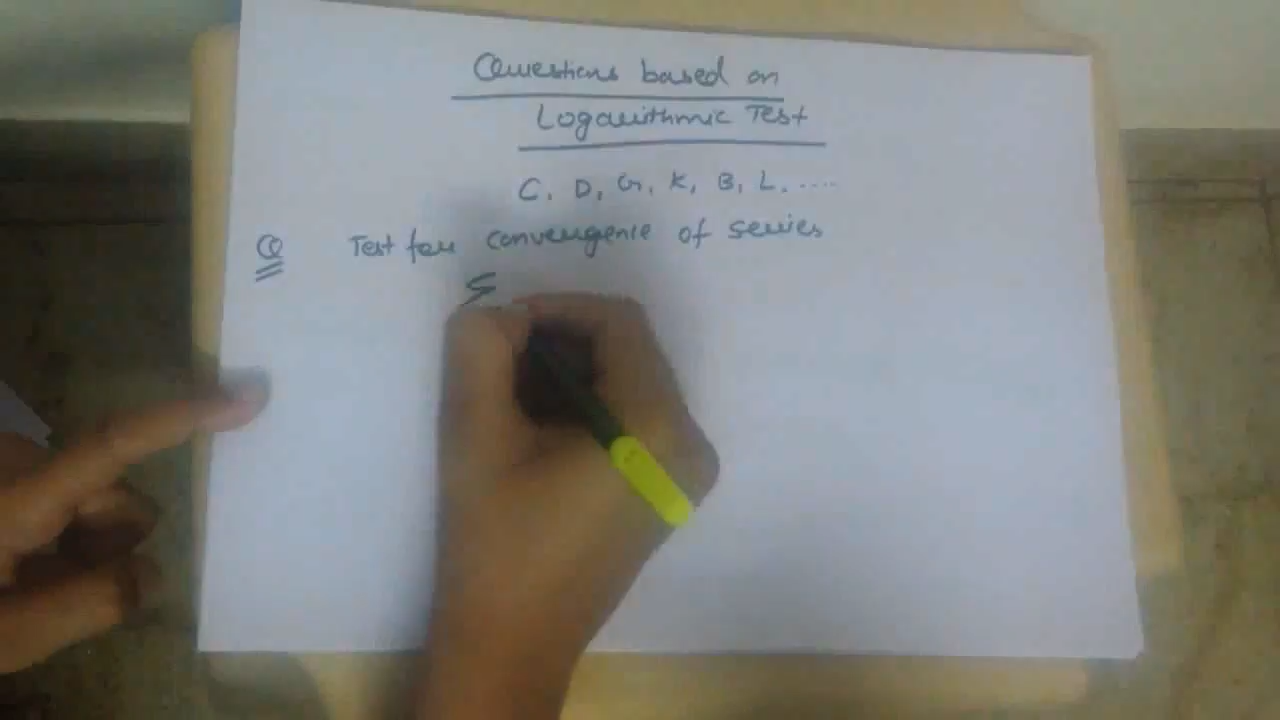 Questions based on
Logarithmic Test
C, D, G, K, B, L, ....
Q Test for convergence of series
Σ